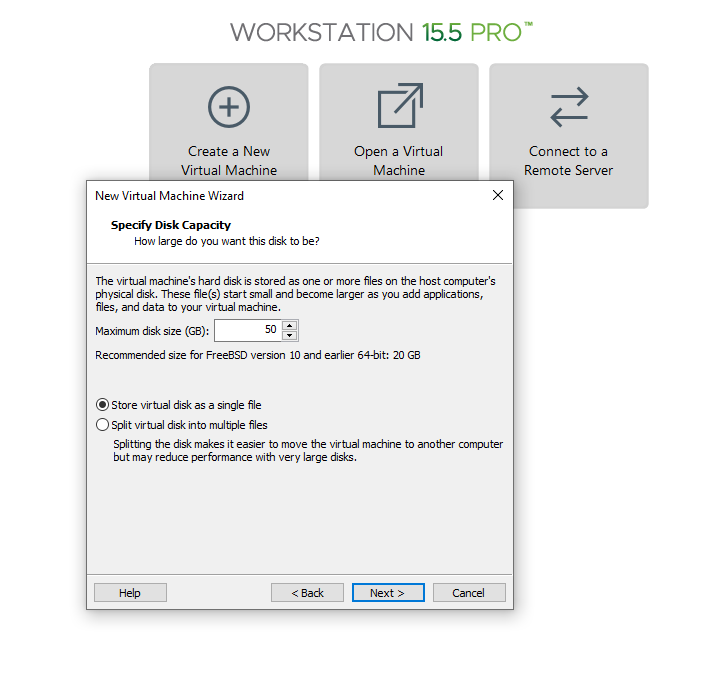 WORKSTATION 15.5 PRO™
Create a New
Virtual Machine
Open a Virtual
Machine
Connect to a
Remote Server
New Virtual Machine Wizard
Specify Disk Capacity
How large do you want this disk to be?
The virtual machine's hard disk is stored as one or more files on the host computer's
physical disk. These file(s) start small and become larger as you add applications,
files, and data to your virtual machine.
Maximum disk size (GB): 50
Recommended size for FreeBSD version 10 and earlier 64-bit: 20 GB
Store virtual disk as a single file
Split virtual disk into multiple files
Splitting the disk makes it easier to move the virtual machine to another computer
but may reduce performance with very large disks.
Help < Back Next > Cancel